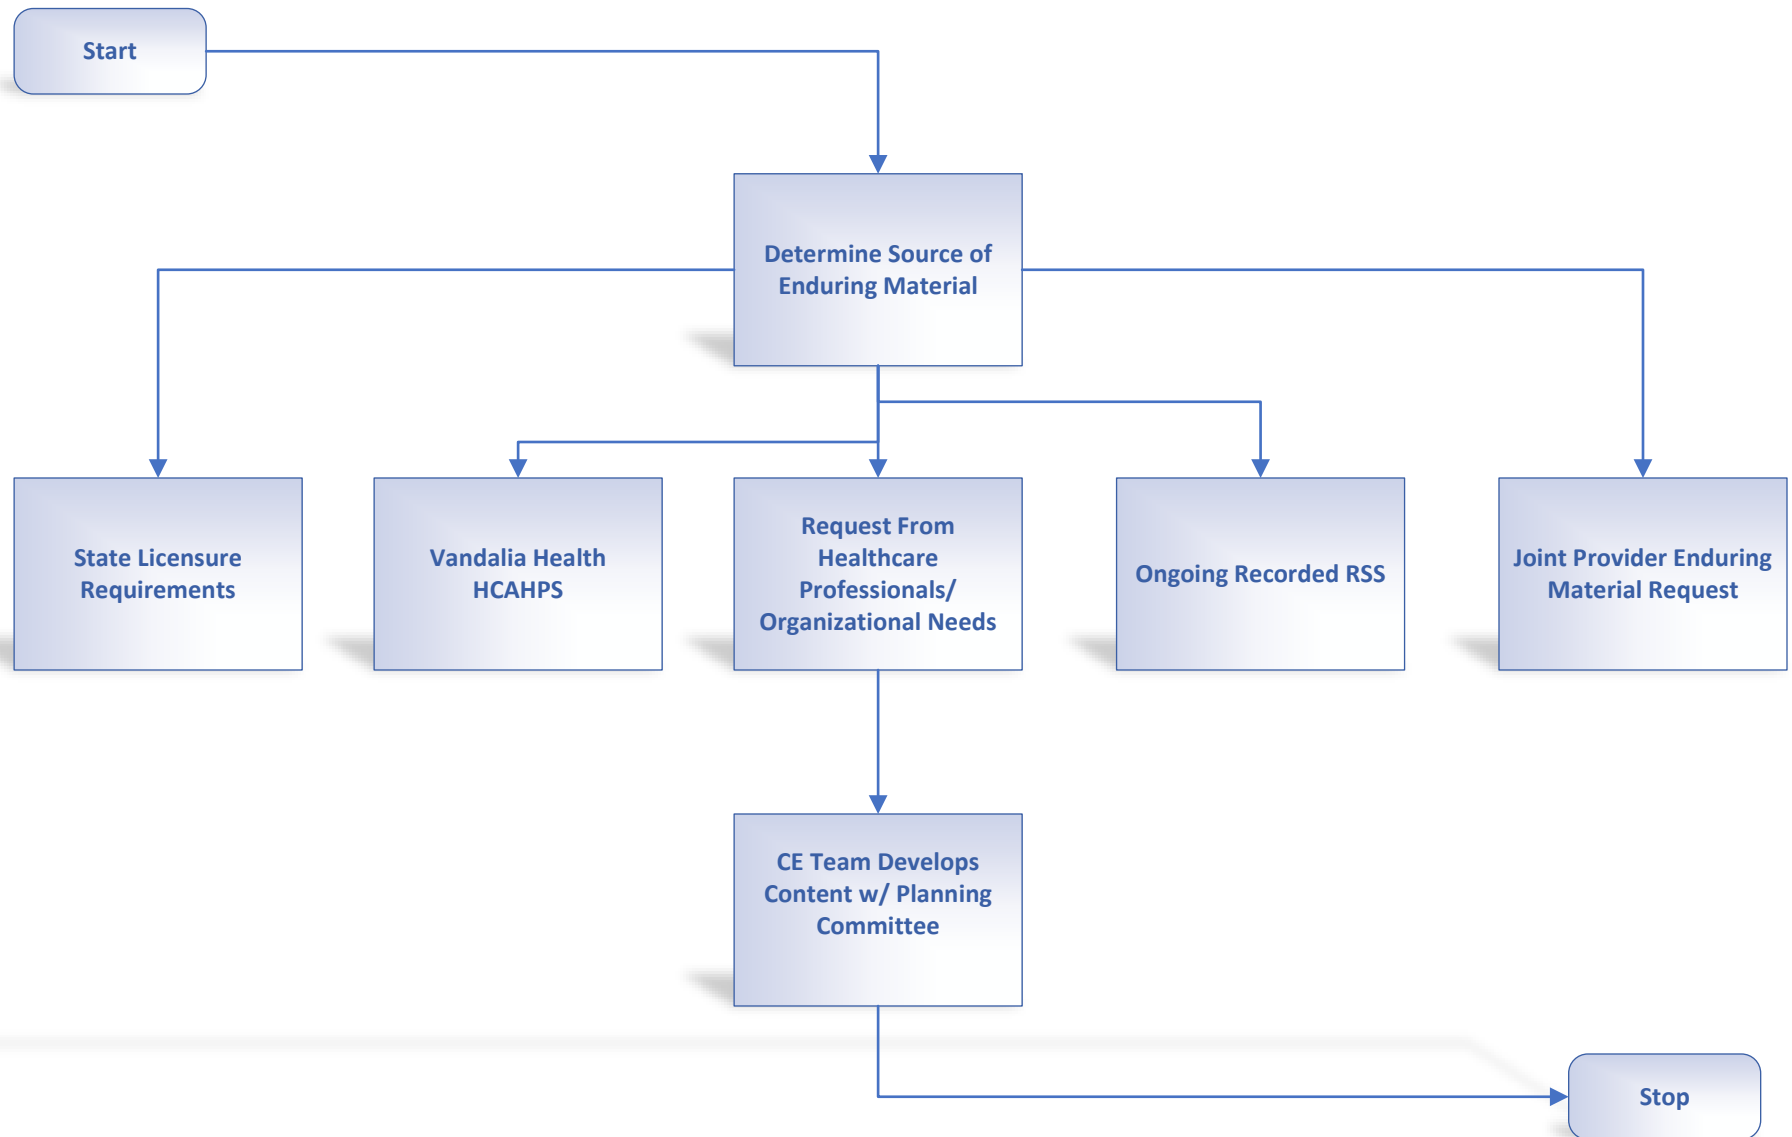 Start
Determine Source of
Enduring Material
State Licensure
Requirements
Vandalia Health
HCAHPS
Request From
Healthcare
Professionals/
Organizational Needs
Ongoing Recorded RSS
Joint Provider Enduring
Material Request
CE Team Develops
Content w/ Planning
Committee
Stop